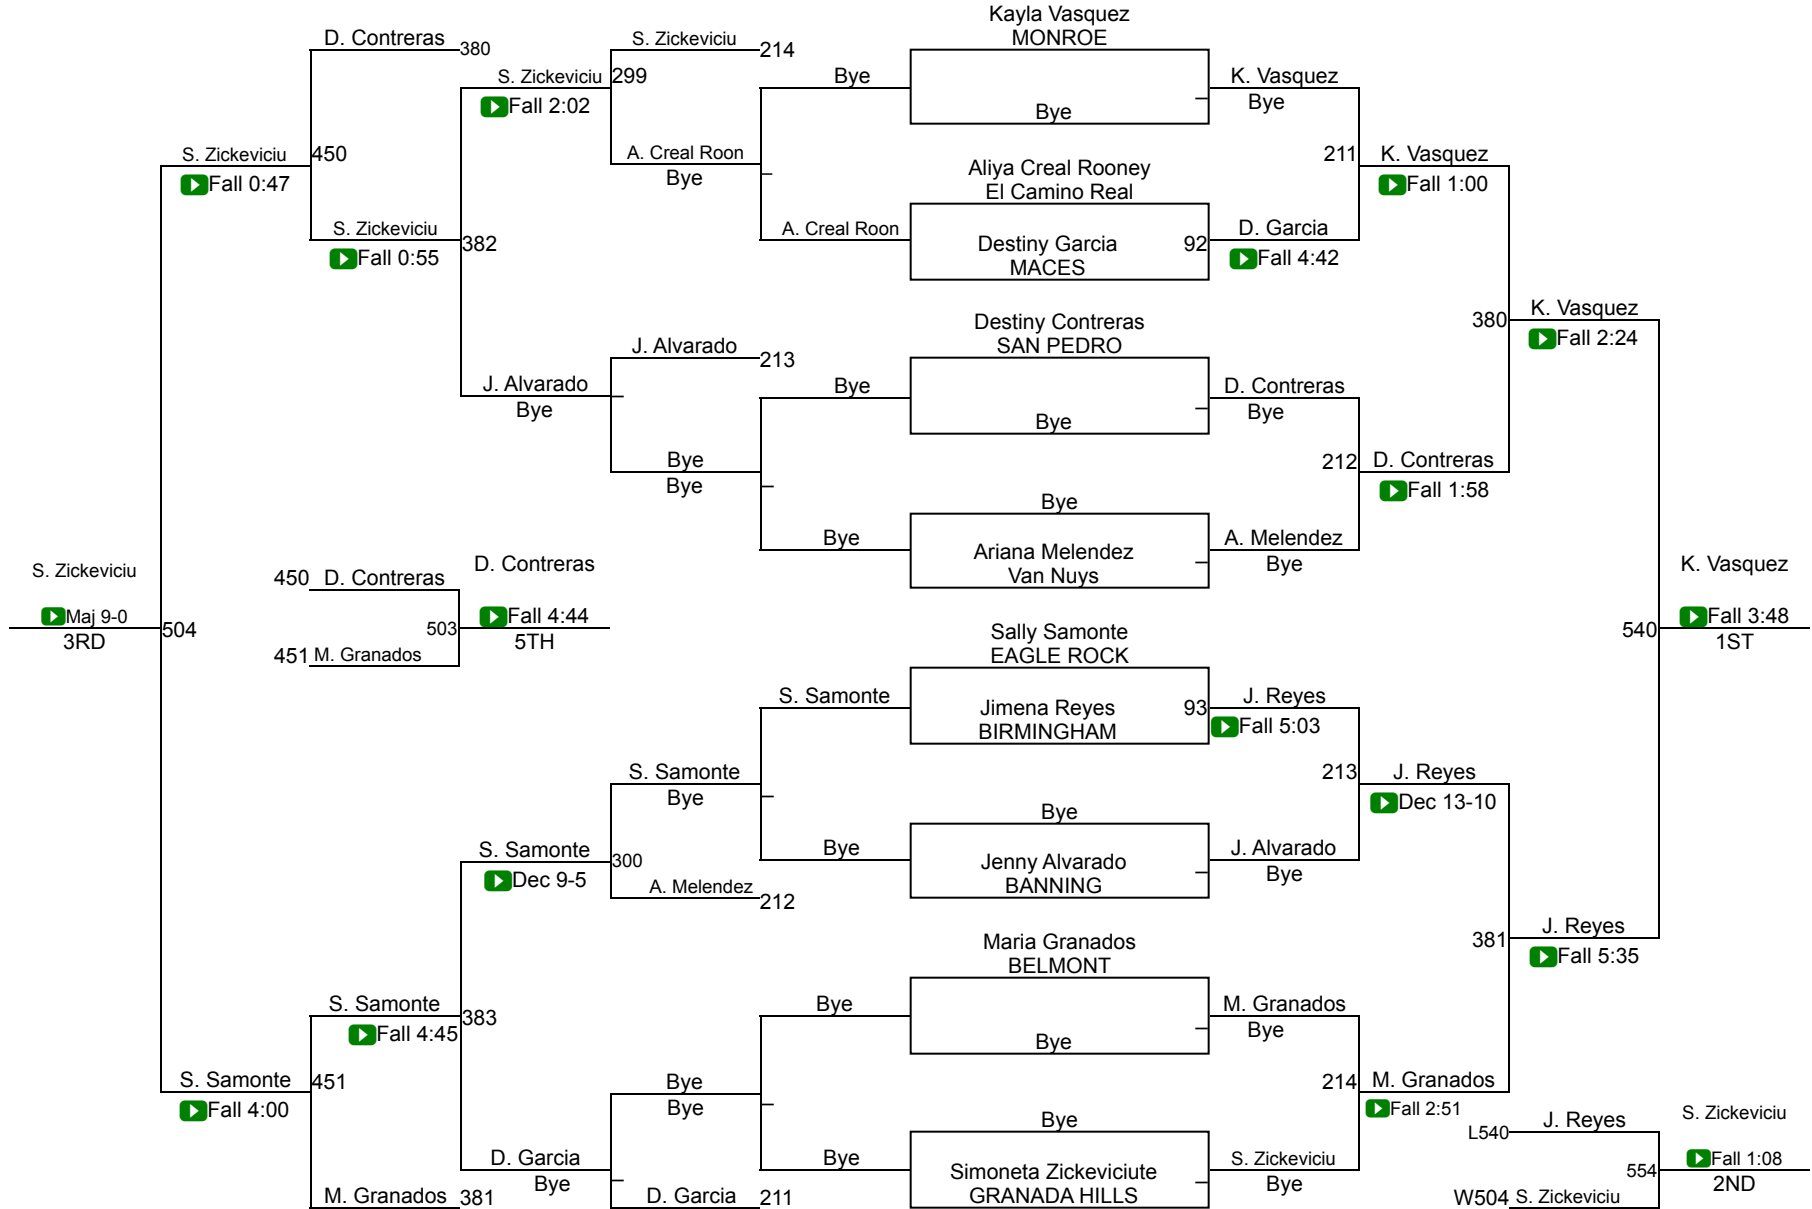 Kayla Vasquez
MONROE
D. Contreras
380
S. Zickeviciu
214
S. Zickeviciu
299
Fall 2:02
Bye
Bye
K. Vasquez
Bye
S. Zickeviciu
450
Fall 0:47
A. Creal Roon
Bye
Aliya Creal Rooney
El Camino Real
211
K. Vasquez
Fall 1:00
S. Zickeviciu
382
Fall 0:55
A. Creal Roon
Destiny Garcia
MACES
92
D. Garcia
Fall 4:42
Destiny Contreras
SAN PEDRO
380
K. Vasquez
Fall 2:24
J. Alvarado
213
J. Alvarado
Bye
Bye
Bye
D. Contreras
Bye
Bye
Bye
212
D. Contreras
Fall 1:58
Bye
Bye
Ariana Melendez
Van Nuys
A. Melendez
Bye
S. Zickeviciu
Maj 9-0
3RD
504
450
D. Contreras
D. Contreras
503
Fall 4:44
5TH
451
M. Granados
K. Vasquez
540
Fall 3:48
1ST
Sally Samonte
EAGLE ROCK
S. Samonte
Jimena Reyes
BIRMINGHAM
93
J. Reyes
Fall 5:03
S. Samonte
Bye
213
J. Reyes
Dec 13-10
Bye
S. Samonte
300
Dec 9-5
Bye
Jenny Alvarado
BANNING
J. Alvarado
Bye
A. Melendez
212
Maria Granados
BELMONT
381
J. Reyes
Fall 5:35
S. Samonte
383
Fall 4:45
Bye
Bye
M. Granados
Bye
S. Samonte
451
Fall 4:00
Bye
Bye
214
M. Granados
Fall 2:51
Bye
D. Garcia
Bye
Bye
Simoneta Zickeviciute
GRANADA HILLS
S. Zickeviciu
Bye
M. Granados
381
D. Garcia
211
L540
J. Reyes
S. Zickeviciu
554
Fall 1:08
2ND
W504
S. Zickeviciu